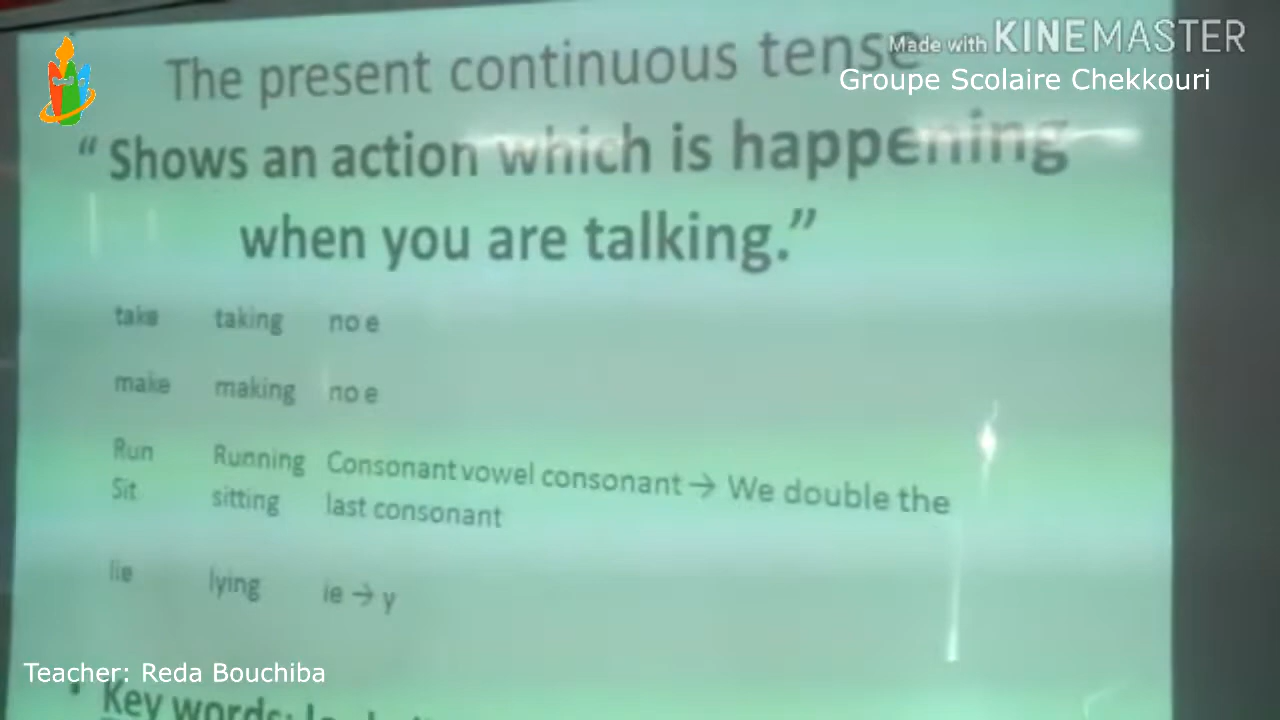 Made with KINEMASTER
Groupe Scolaire Chekkouri
The present continuous tense
“ Shows an action which is happening
when you are talking.”
take taking no e
make making no e
Run Running Consonant vowel consonant → We double the
Sit sitting last consonant
lie lying ie → y
Teacher: Reda Bouchiba
• Key words: